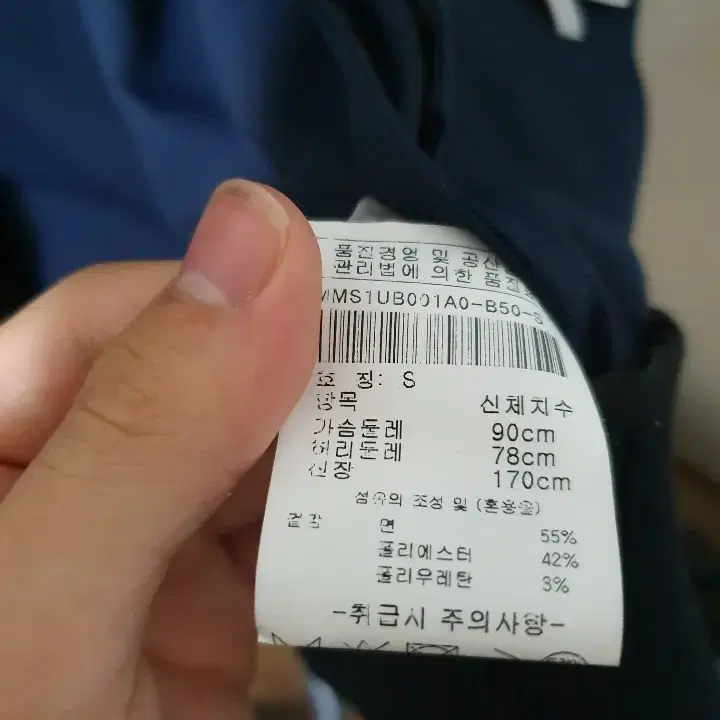 품질경영 및 공산
관리법에 의한 품질
MMS1UB001A0-B50-S
호 칭: S
항목 신체치수
가슴둘레 90cm
허리둘레 78cm
신장 170cm
섬유의 조성 및 (혼용율)
겉감 면 55%
폴리에스터 42%
폴리우레탄 3%
-취급시 주의사항-